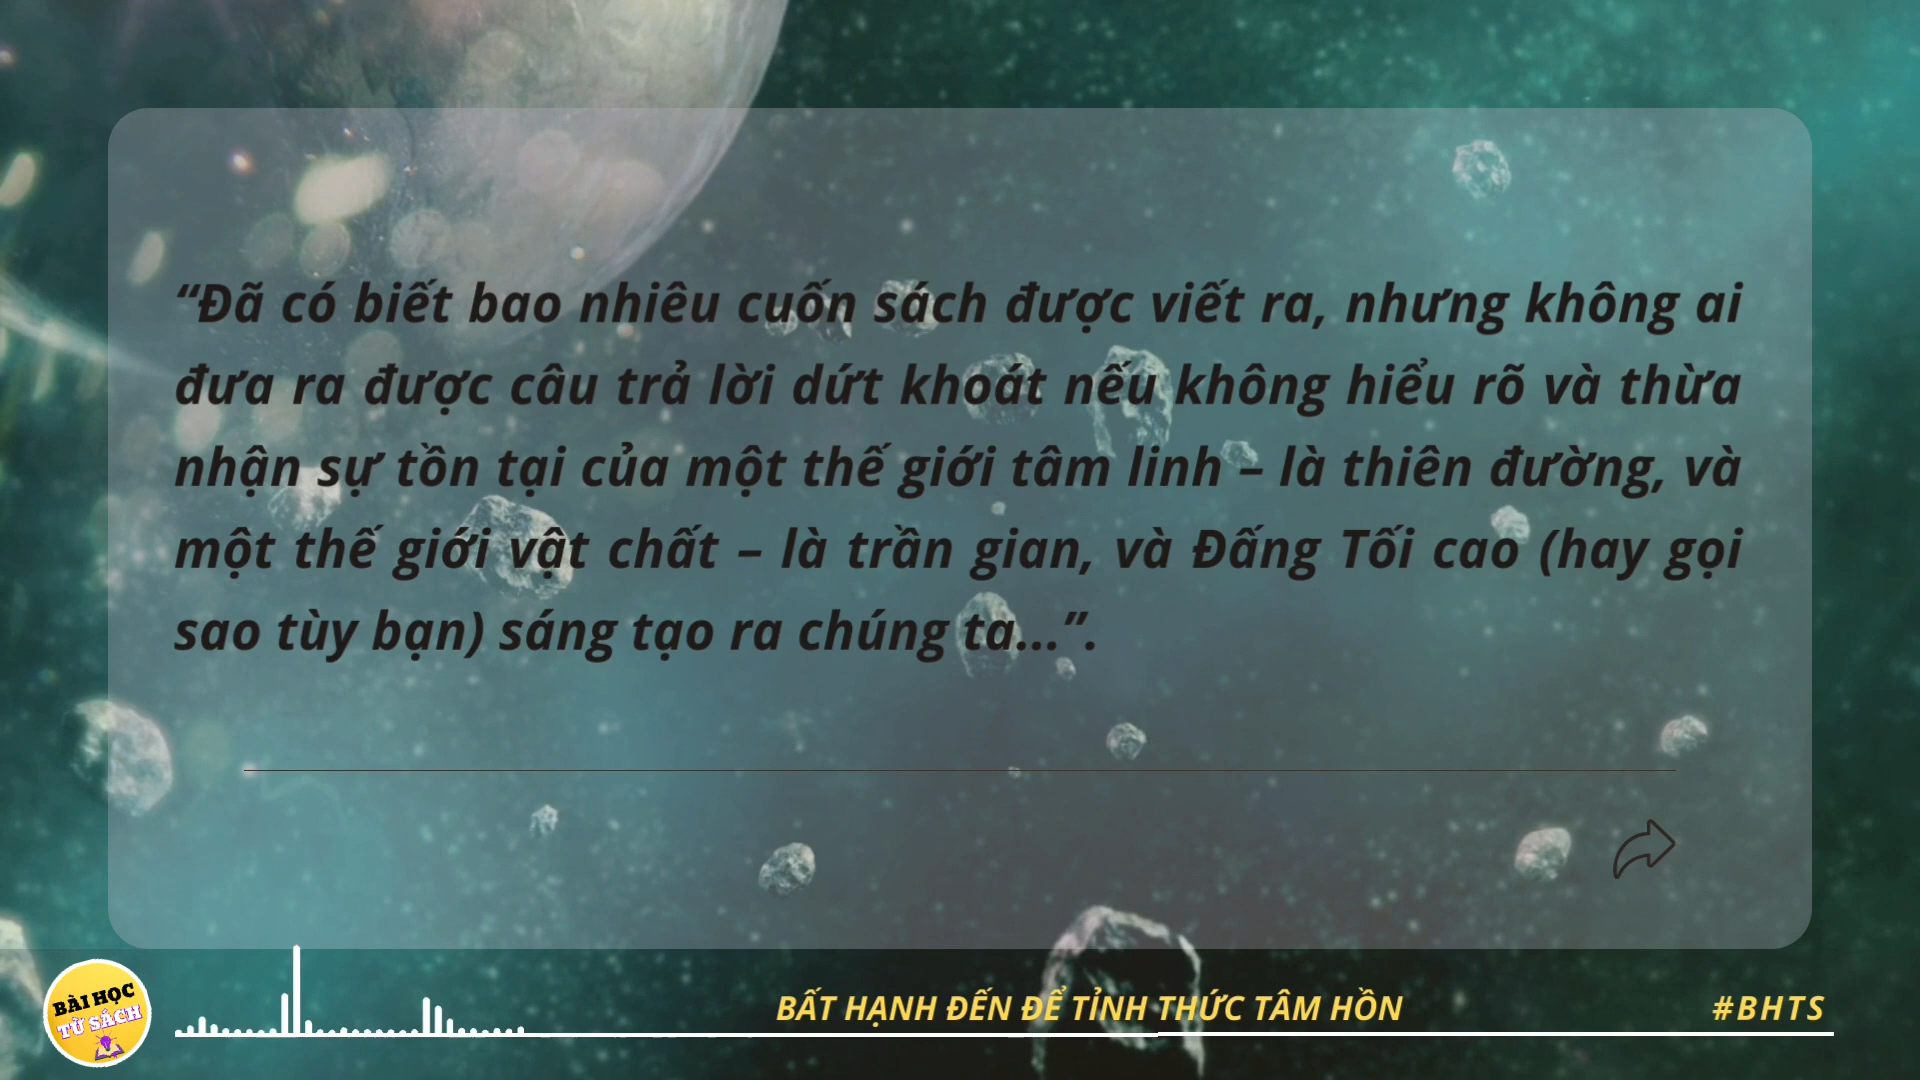 “Đã có biết bao nhiêu cuốn sách được viết ra, nhưng không ai
đưa ra được câu trả lời dứt khoát nếu không hiểu rõ và thừa
nhận sự tồn tại của một thế giới tâm linh – là thiên đường, và
một thế giới vật chất – là trần gian, và Đấng Tối cao (hay gọi
sao tùy bạn) sáng tạo ra chúng ta...”.
BÀI HỌC
TỪ SÁCH
BẤT HẠNH ĐẾN ĐỂ TỈNH THỨC TÂM HỒN
#BHTS